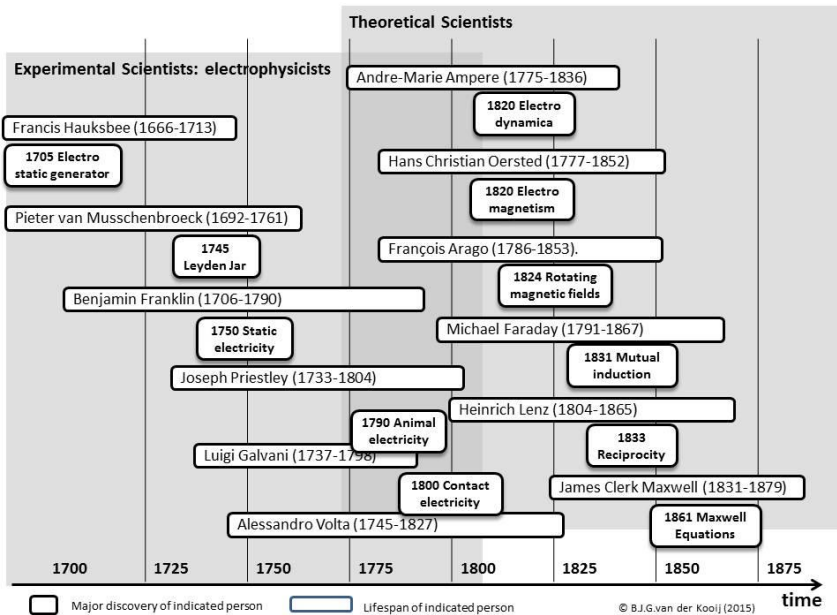 Theoretical Scientists
Experimental Scientists: electrophysicists
Andre-Marie Ampere (1775-1836)
1820 Electro
dynamica
Francis Hauksbee (1666-1713)
1705 Electro
static generator
Hans Christian Oersted (1777-1852)
1820 Electro
magnetism
Pieter van Musschenbroeck (1692-1761)
1745
Leyden Jar
François Arago (1786-1853).
1824 Rotating
magnetic fields
Benjamin Franklin (1706-1790)
1750 Static
electricity
Michael Faraday (1791-1867)
1831 Mutual
induction
Joseph Priestley (1733-1804)
Heinrich Lenz (1804-1865)
1833
Reciprocity
1790 Animal
electricity
Luigi Galvani (1737-1798)
1800 Contact
electricity
James Clerk Maxwell (1831-1879)
1861 Maxwell
Equations
Alessandro Volta (1745-1827)
1700 1725 1750 1775 1800 1825 1850 1875
time
Major discovery of indicated person
Lifespan of indicated person
© B.J.G.van der Kooij (2015)